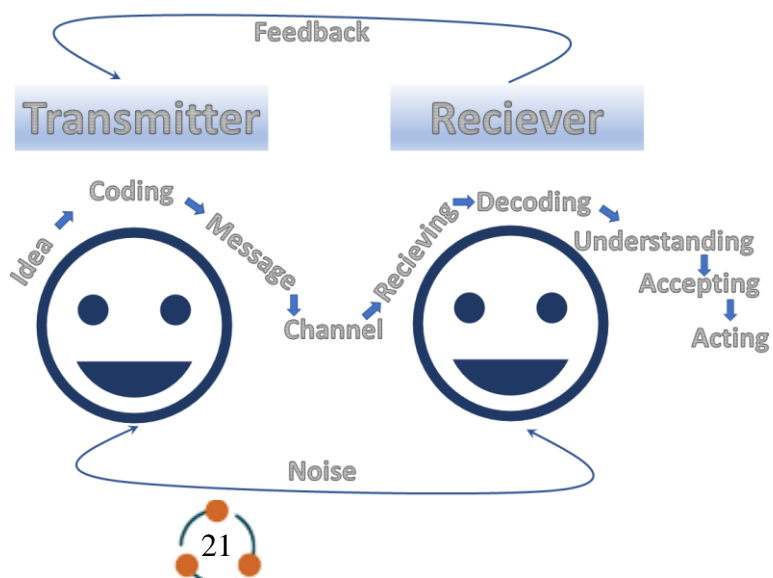 Feedback
Transmitter
Reciever
Idea
Coding
Message
Channel
Recieving
Decoding
Understanding
Accepting
Acting
Noise
21